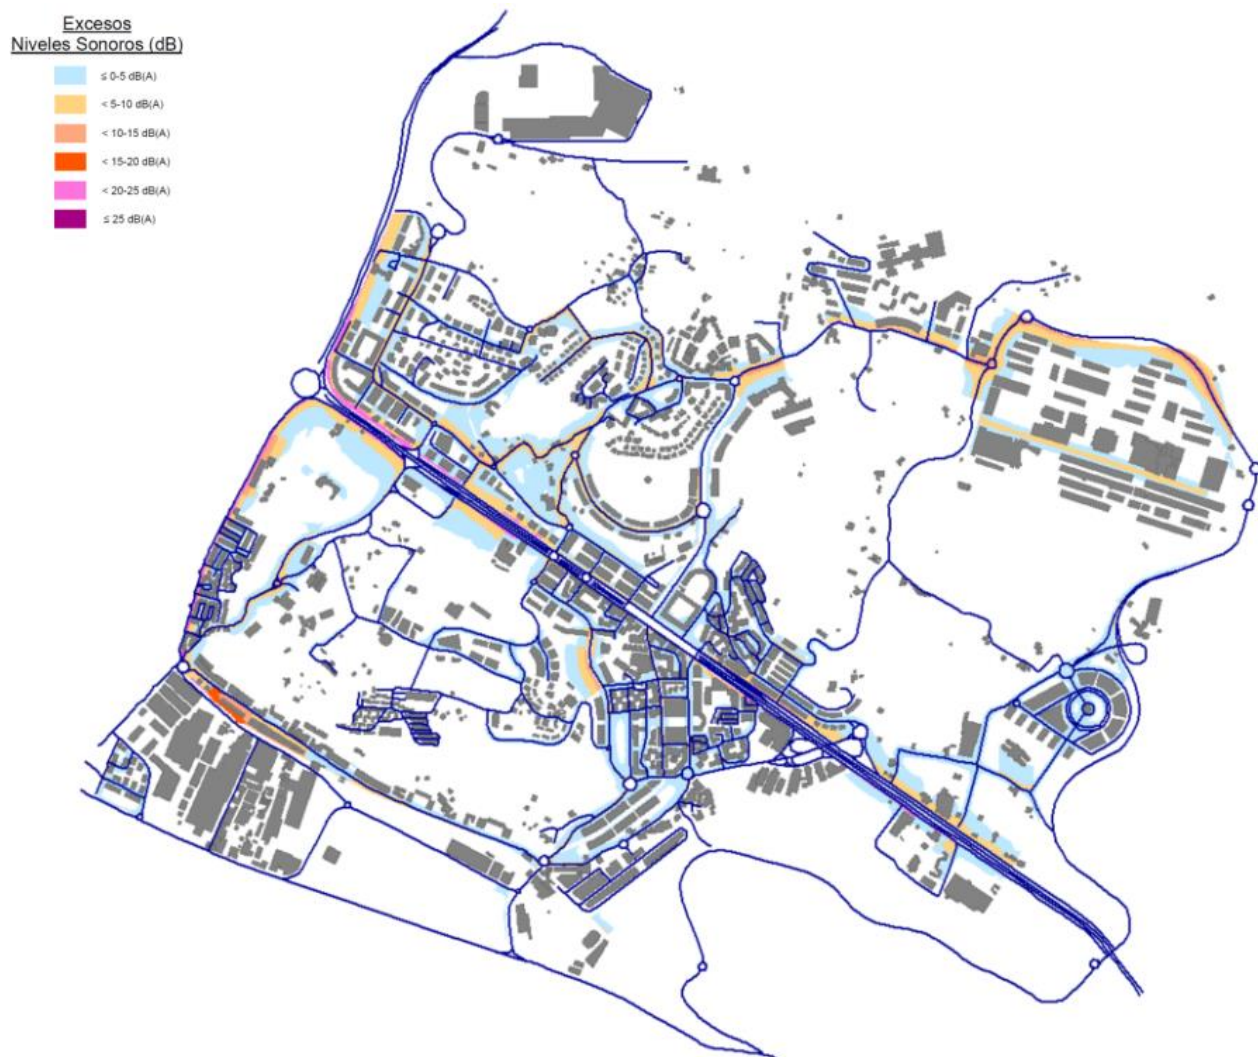 Excesos
Niveles Sonoros (dB)
≤ 0-5 dB(A)
< 5-10 dB(A)
< 10-15 dB(A)
< 15-20 dB(A)
< 20-25 dB(A)
≤ 25 dB(A)